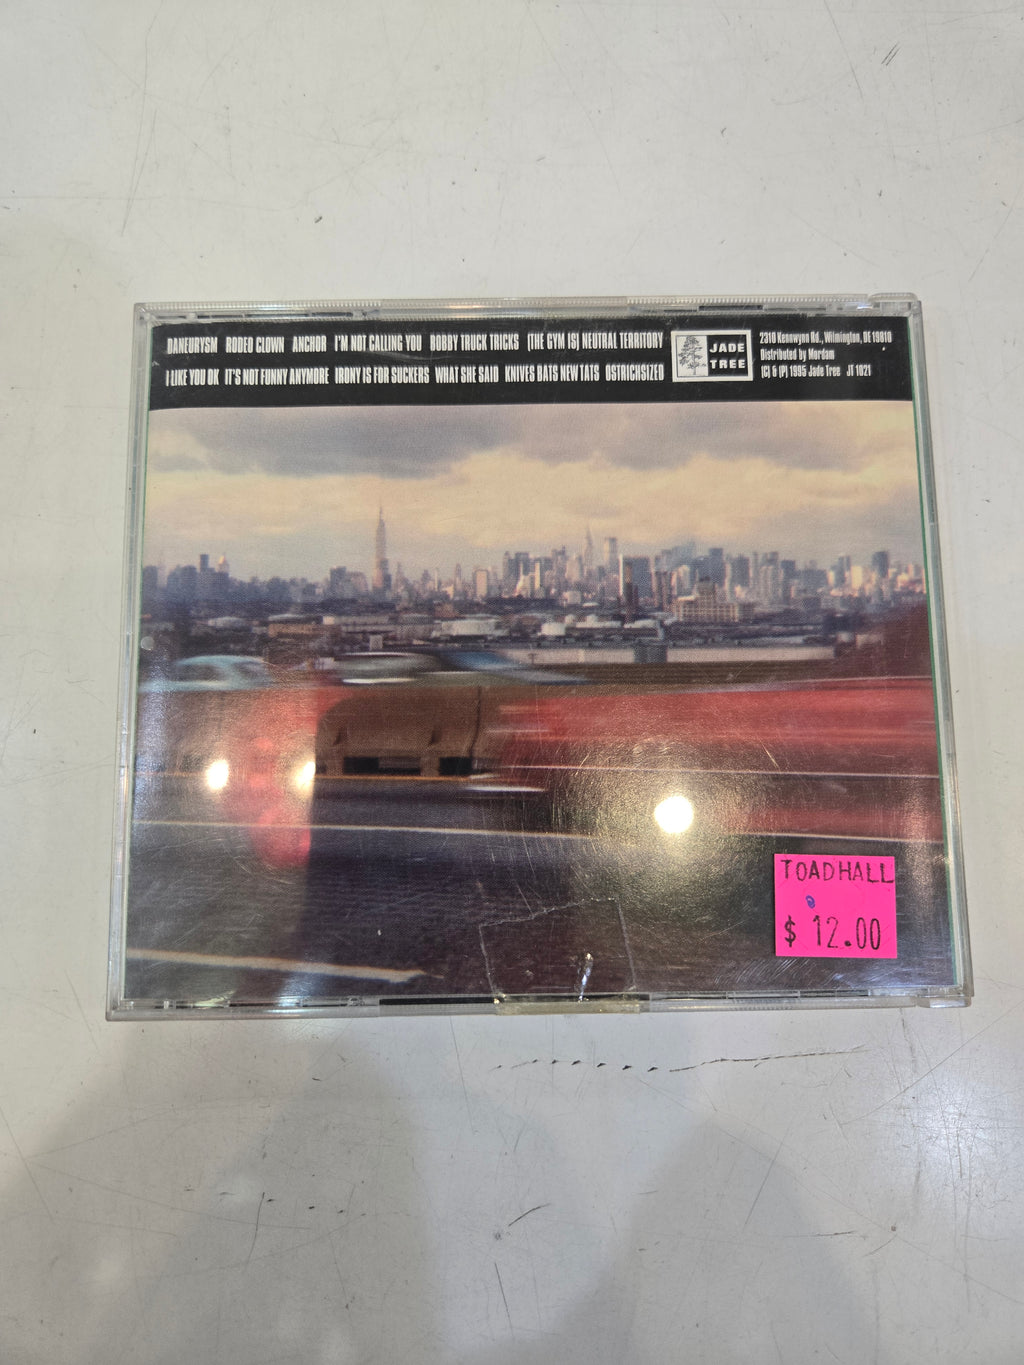 DANEURYSM RODEO CLOWN ANCHOR I'M NOT CALLING YOU BOBBY TRUCK TRICKS (THE GYM IS) NEUTRAL TERRITORY
I LIKE YOU OK IT'S NOT FUNNY ANYMORE IRONY IS FOR SUCKERS WHAT SHE SAID KNIVES BATS NEW TATS OSTRICHSIZED
JADE
TREE
2310 Kennwynn Rd., Wilmington, DE 19810
Distributed by Mordam
(C) & (P) 1995 Jade Tree JT 1021
TOADHALL
$ 12.00